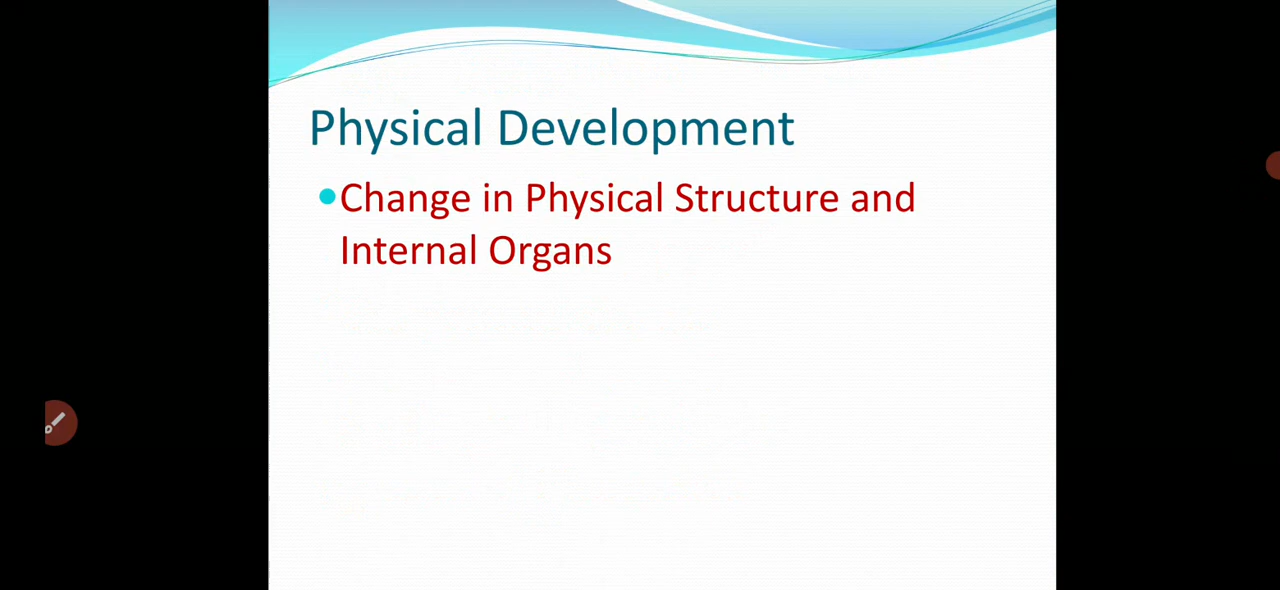 Physical Development
Change in Physical Structure and
Internal Organs